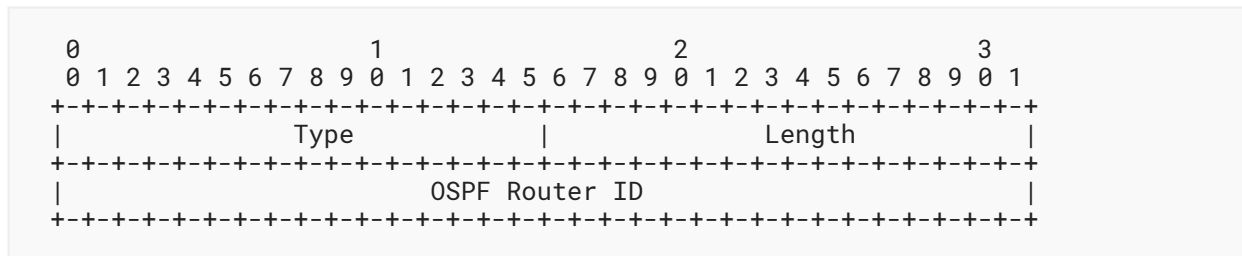 0                   1                   2                   3
 0 1 2 3 4 5 6 7 8 9 0 1 2 3 4 5 6 7 8 9 0 1 2 3 4 5 6 7 8 9 0 1
+-+-+-+-+-+-+-+-+-+-+-+-+-+-+-+-+-+-+-+-+-+-+-+-+-+-+-+-+-+-+-+-+
|               Type            |              Length           |
+-+-+-+-+-+-+-+-+-+-+-+-+-+-+-+-+-+-+-+-+-+-+-+-+-+-+-+-+-+-+-+-+
|                        OSPF Router ID                         |
+-+-+-+-+-+-+-+-+-+-+-+-+-+-+-+-+-+-+-+-+-+-+-+-+-+-+-+-+-+-+-+-+